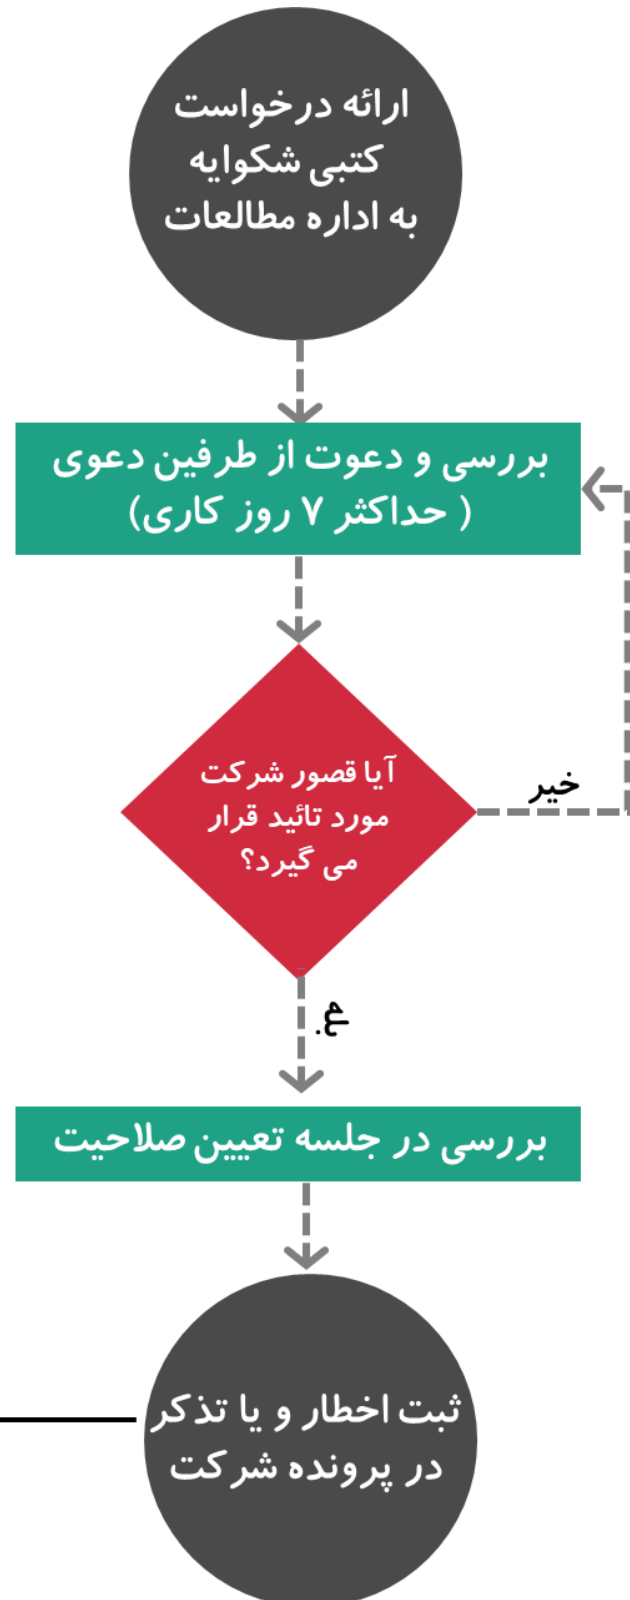 ارائه درخواست
کتبی شکوایه
به اداره مطالعات
بررسی و دعوت از طرفین دعوی
( حداکثر ۷ روز کاری)
آیا قصور شرکت
مورد تائید قرار
می گیرد؟
خیر
بله
بررسی در جلسه تعیین صلاحیت
ثبت اخطار و یا تذکر
در پرونده شرکت